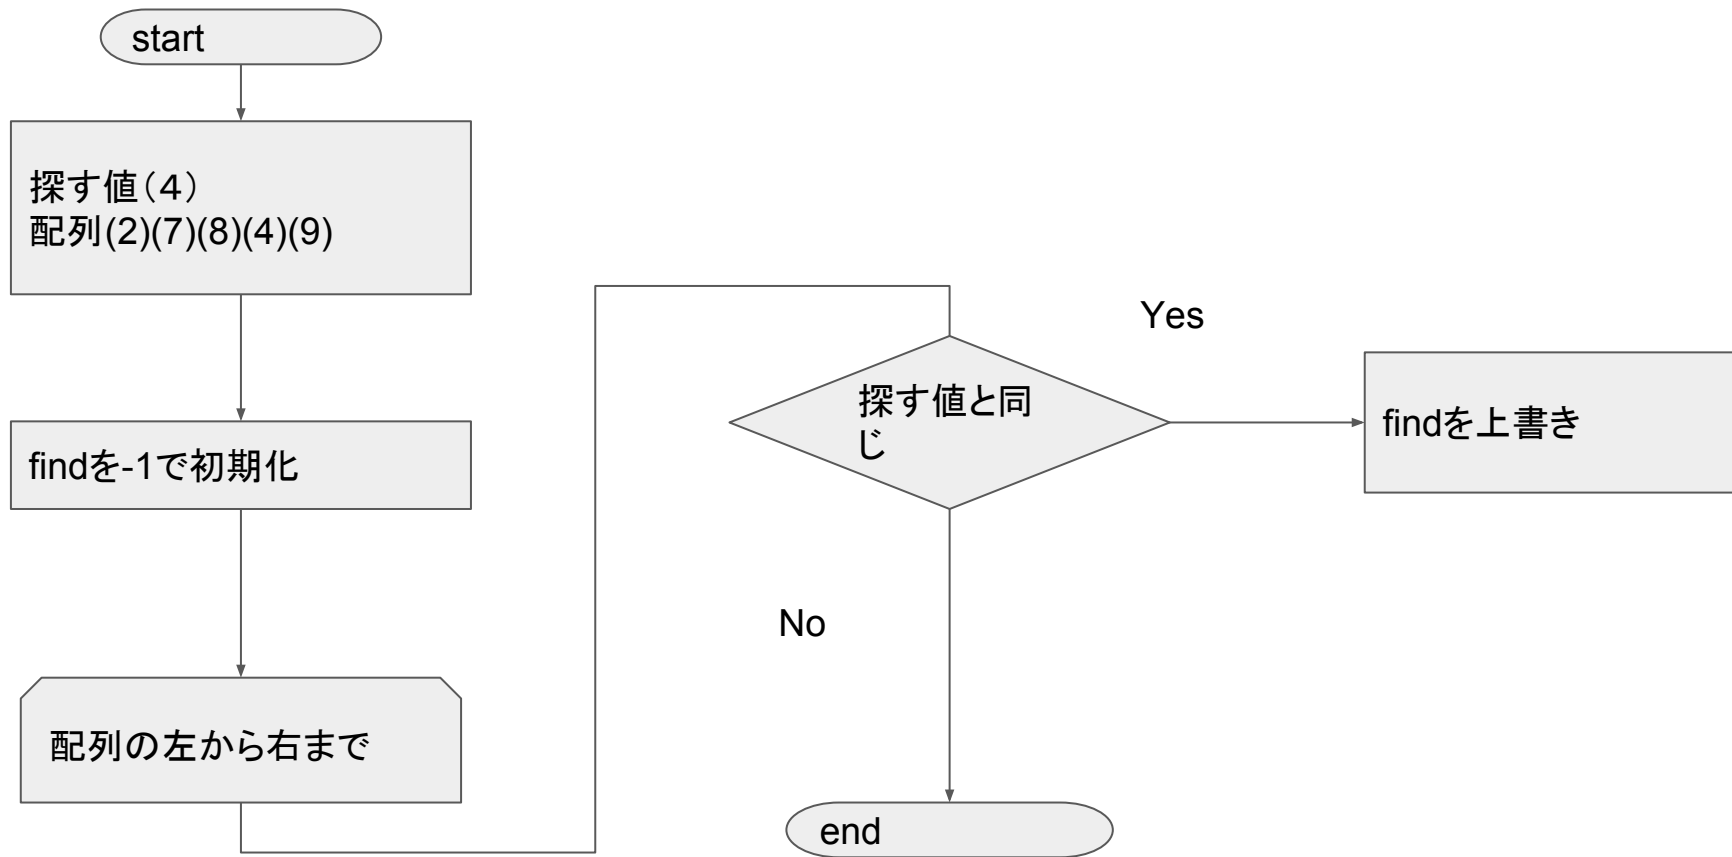 start
探す値（４）
配列(2)(7)(8)(4)(9)
findを-1で初期化
配列の左から右まで
探す値と同
じ
Yes
findを上書き
No
end